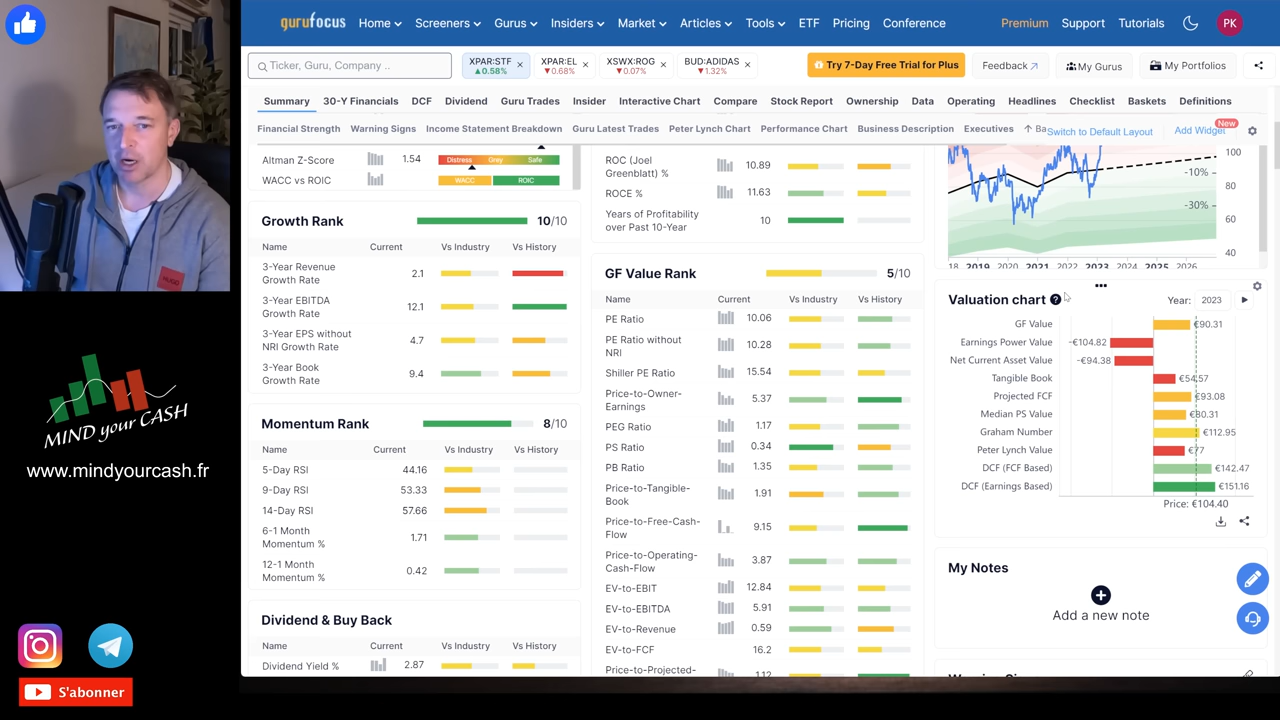 gurufocus
Home
Screeners
Gurus
Insiders
Market
Articles
Tools
ETF
Pricing
Conference
Premium
Support
Tutorials
PK
Ticker, Guru, Company ..
XPAR:STF ×
▲0.58%
XPAR:EL ×
▼0.68%
XSWX:ROG ×
▼0.07%
BUD:ADIDAS ×
▼1.32%
Try 7-Day Free Trial for Plus
Feedback ↗
My Gurus
My Portfolios
Summary
30-Y Financials
DCF
Dividend
Guru Trades
Insider
Interactive Chart
Compare
Stock Report
Ownership
Data
Operating
Headlines
Checklist
Baskets
Definitions
Financial Strength
Warning Signs
Income Statement Breakdown
Guru Latest Trades
Peter Lynch Chart
Performance Chart
Business Description
Executives
Switch to Default Layout
Add Widget
New
Altman Z-Score 1.54 Distress Grey Safe
WACC vs ROIC WACC ROIC
Growth Rank 10/10
Name Current Vs Industry Vs History
3-Year Revenue
Growth Rate 2.1
3-Year EBITDA
Growth Rate 12.1
3-Year EPS without
NRI Growth Rate 4.7
3-Year Book
Growth Rate 9.4
Momentum Rank 8/10
Name Current Vs Industry Vs History
5-Day RSI 44.16
9-Day RSI 53.33
14-Day RSI 57.66
6-1 Month
Momentum % 1.71
12-1 Month
Momentum % 0.42
Dividend & Buy Back
Name Current Vs Industry Vs History
Dividend Yield % 2.87
ROC (Joel
Greenblatt) % 10.89
ROCE % 11.63
Years of Profitability
over Past 10-Year 10
GF Value Rank 5/10
Name Current Vs Industry Vs History
PE Ratio 10.06
PE Ratio without
NRI 10.28
Shiller PE Ratio 15.54
Price-to-Owner-
Earnings 5.37
PEG Ratio 1.17
PS Ratio 0.34
PB Ratio 1.35
Price-to-Tangible-
Book 1.91
Price-to-Free-Cash-
Flow 9.15
Price-to-Operating-
Cash-Flow 3.87
EV-to-EBIT 12.84
EV-to-EBITDA 5.91
EV-to-Revenue 0.59
EV-to-FCF 16.2
Price-to-Projected- 1.12
100
-10%
80
-30%
60
40
18 2019 2020 2021 2022 2023 2024 2025 2026
Valuation chart ?
Year: 2023
GF Value €90.31
Earnings Power Value -€104.82
Net Current Asset Value -€94.38
Tangible Book €54.57
Projected FCF €93.08
Median PS Value €80.31
Graham Number €112.95
Peter Lynch Value €77
DCF (FCF Based) €142.47
DCF (Earnings Based) €151.16
Price: €104.40
My Notes
Add a new note
HUGO
MIND your CASH
www.mindyourcash.fr
S'abonner